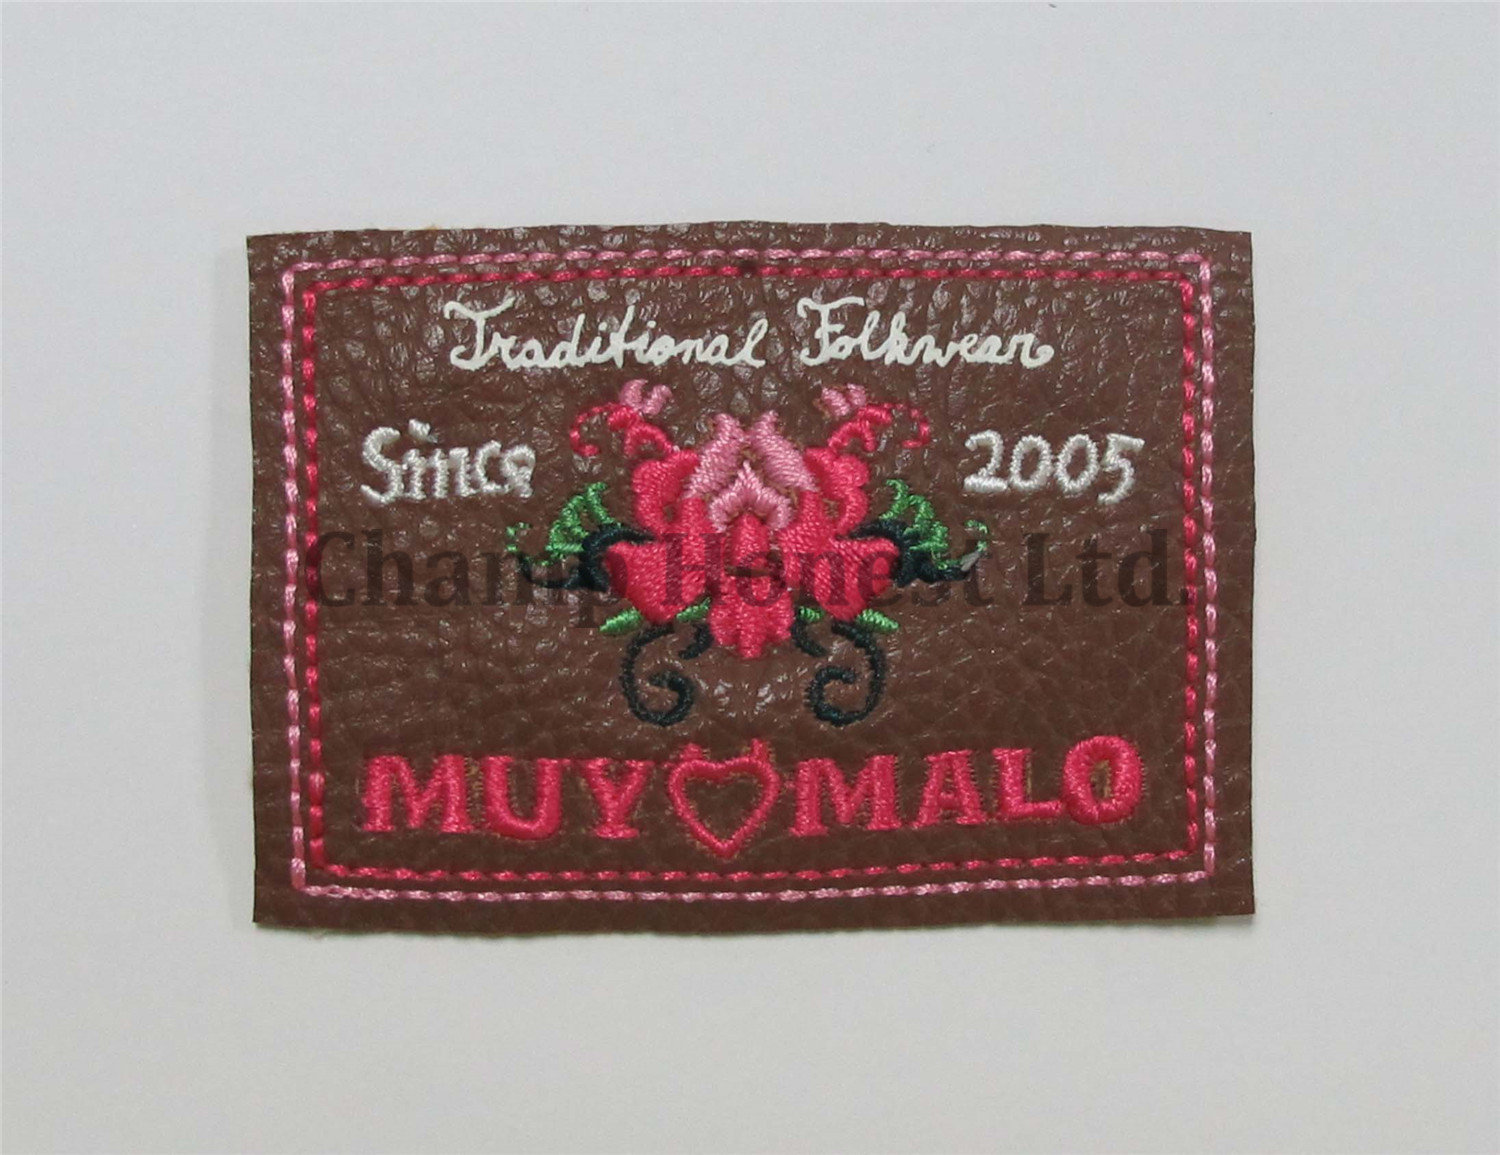 Traditional Folkwear
Since 2005
Champ Honest Ltd.
MUY MALO